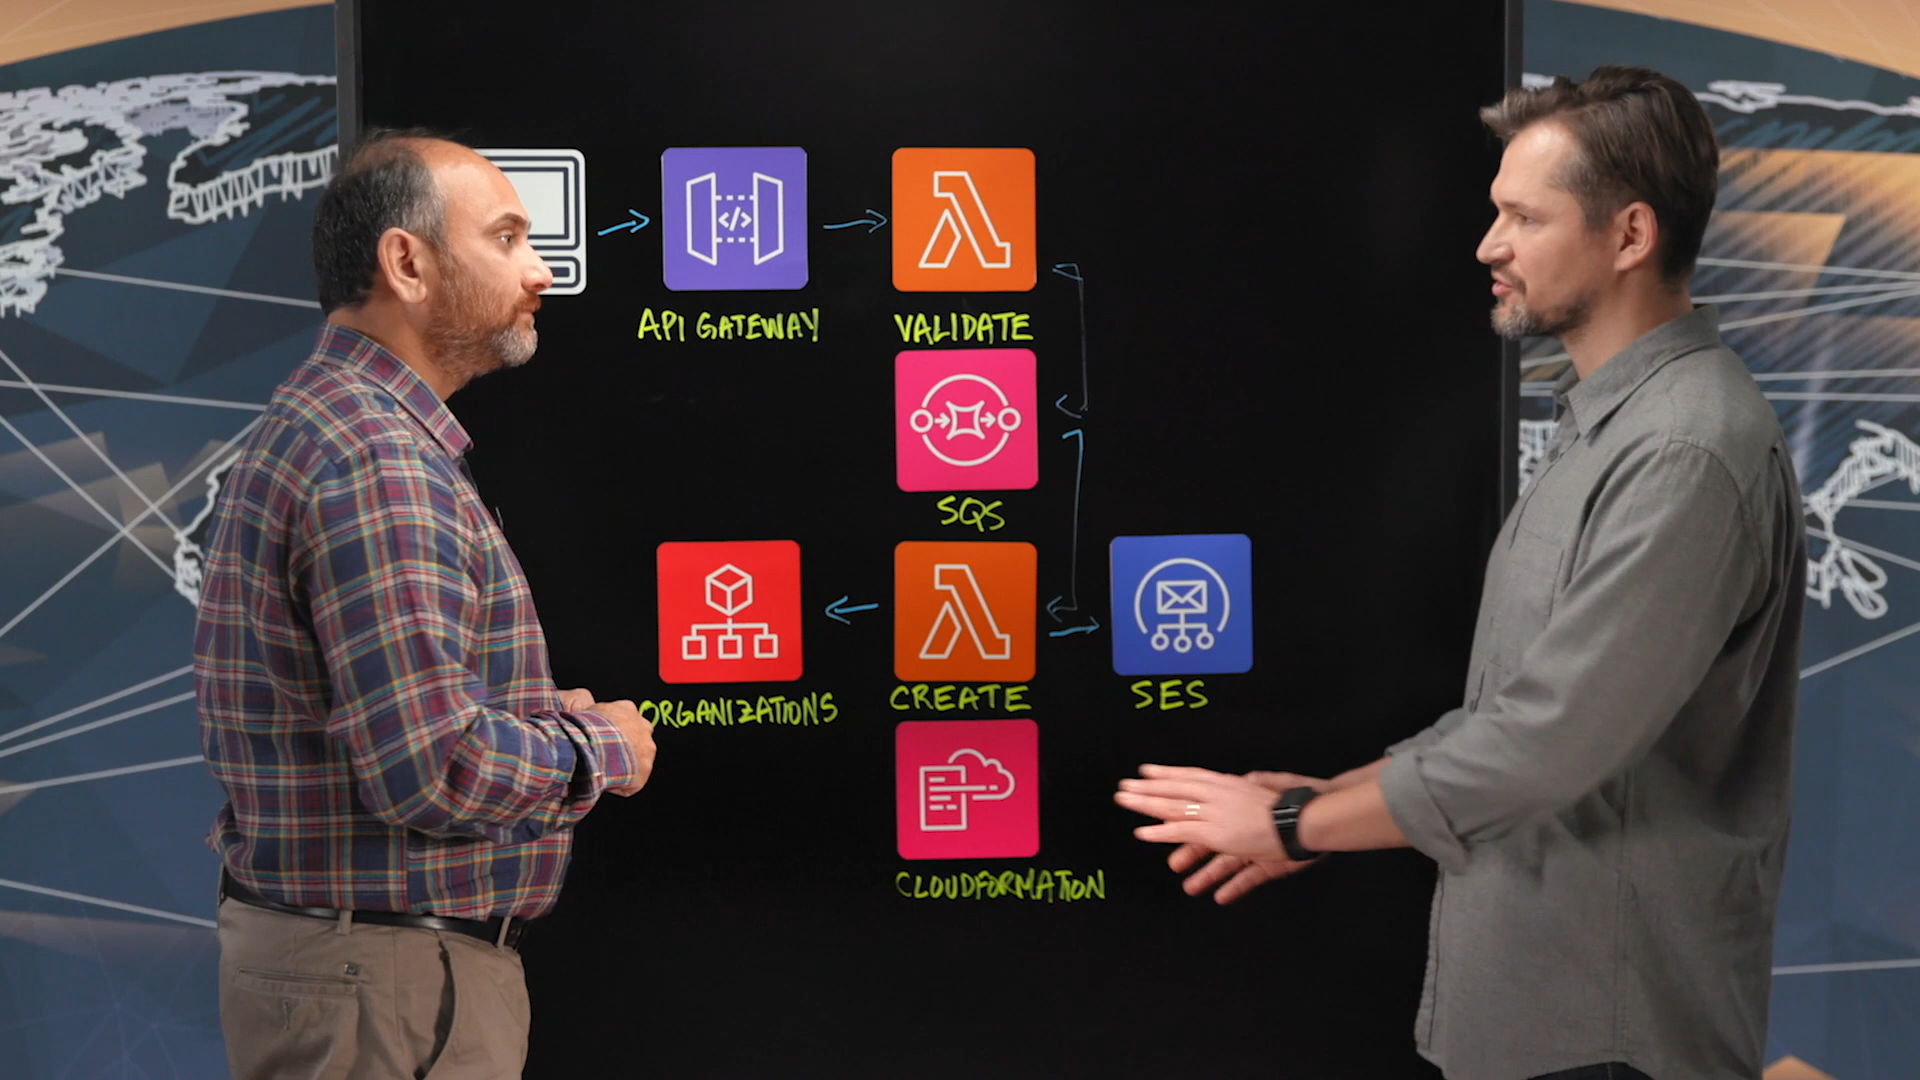 API GATEWAY
VALIDATE
SQS
ORGANIZATIONS
CREATE
SES
CLOUDFORMATION